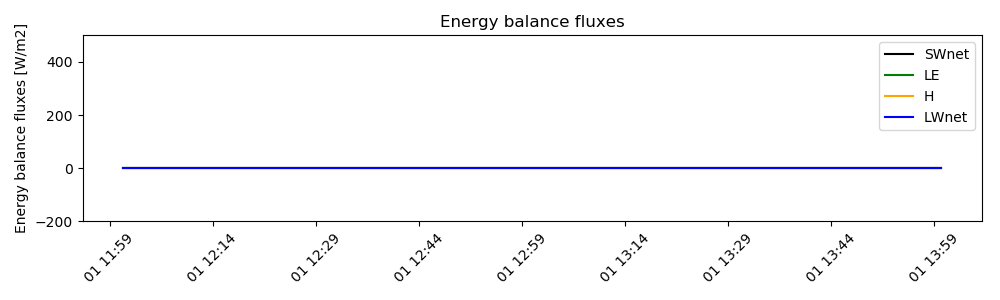 Energy balance fluxes
Energy balance fluxes [W/m2]
400
200
0
−200
SWnet
LE
H
LWnet
01 11:59
01 12:14
01 12:29
01 12:44
01 12:59
01 13:14
01 13:29
01 13:44
01 13:59